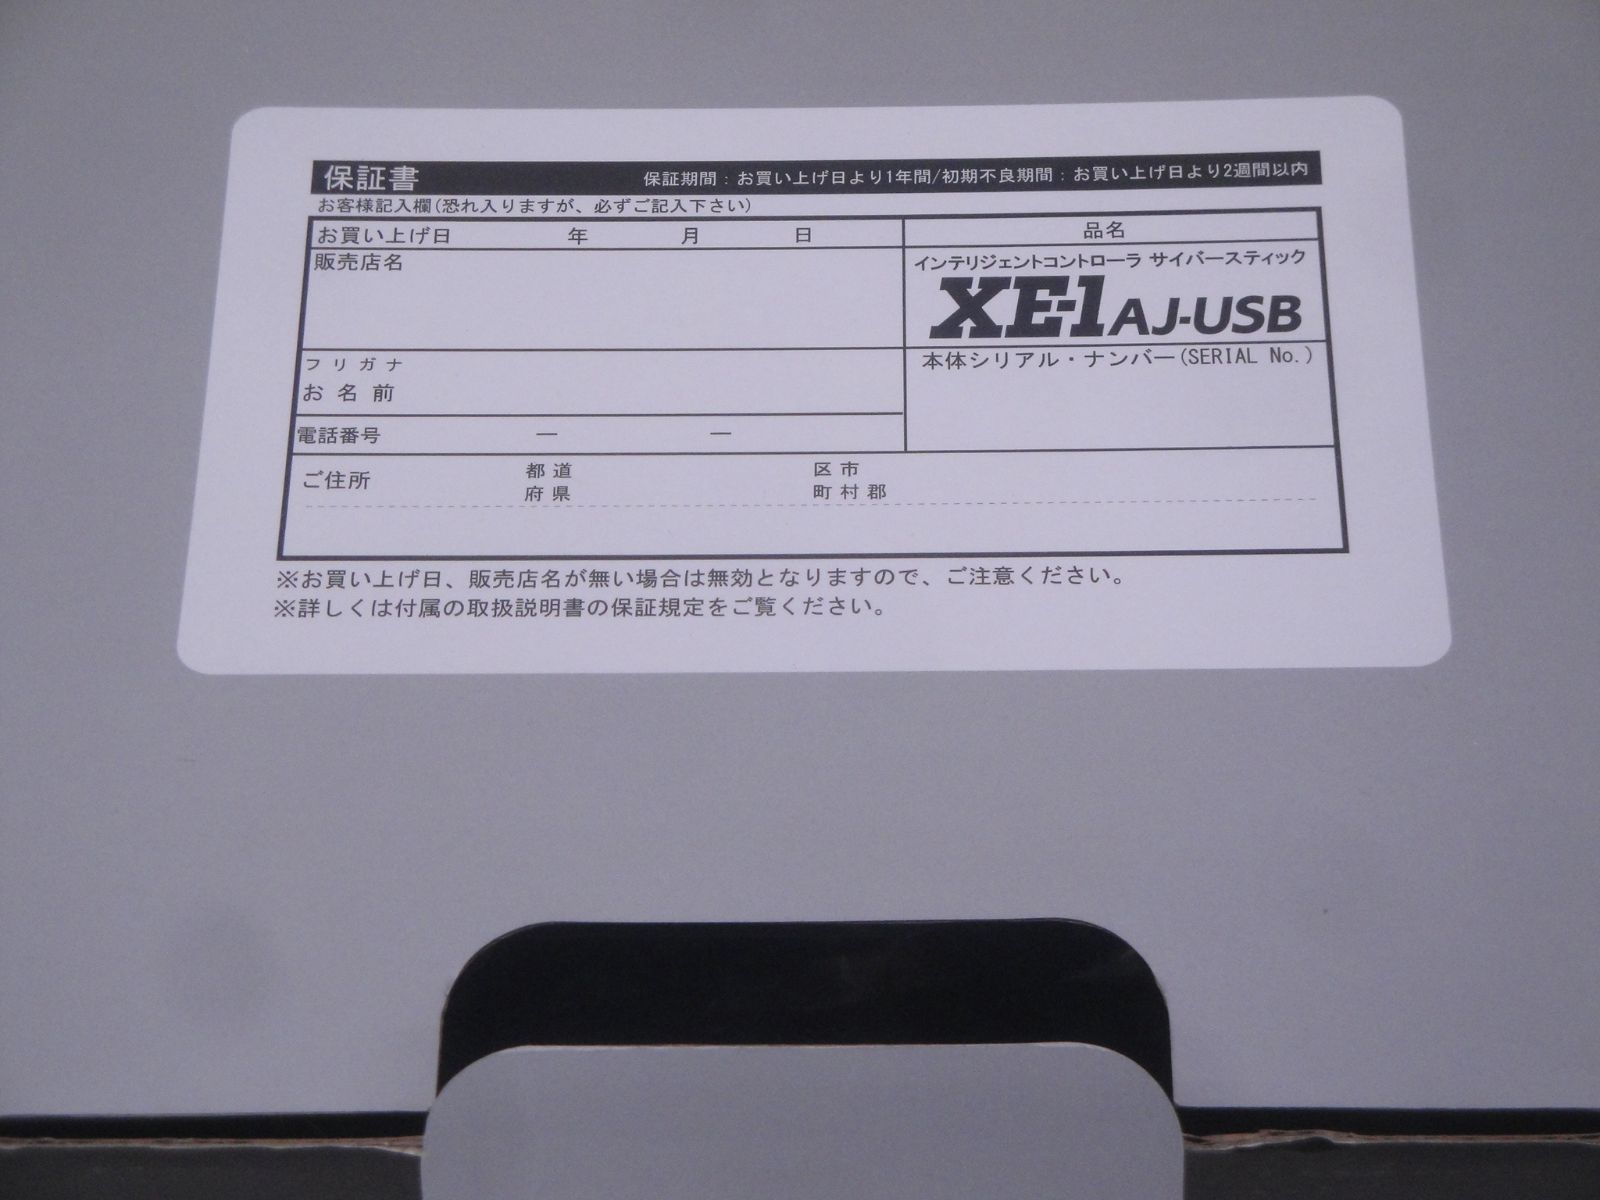 保証書 保証期間：お買い上げ日より1年間/初期不良期間：お買い上げ日より2週間以内
お客様記入欄(恐れ入りますが、必ずご記入下さい)
お買い上げ日 年 月 日
販売店名
品名
インテリジェントコントローラ サイバースティック
XE-1AJ-USB
本体シリアル・ナンバー(SERIAL No.)
フリガナ
お名前
電話番号 ― ―
ご住所 都道 区市
府県 町村郡
※お買い上げ日、販売店名が無い場合は無効となりますので、ご注意ください。
※詳しくは付属の取扱説明書の保証規定をご覧ください。